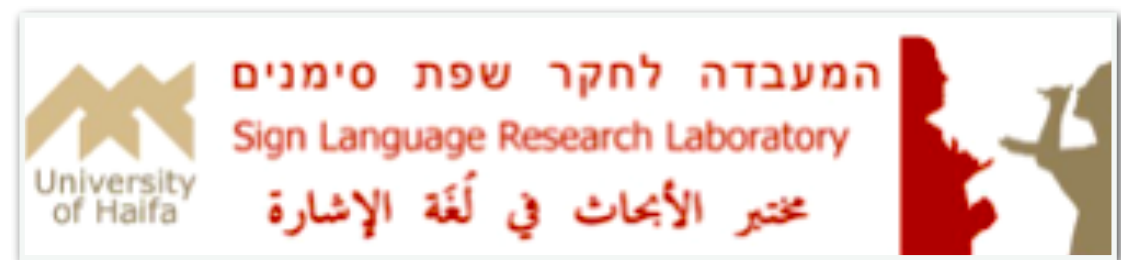 המעבדה לחקר שפת סימנים
Sign Language Research Laboratory
مختبر الأبحاث في لُغَة الإشارة
University
of Haifa